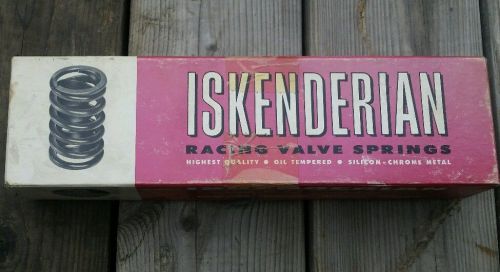 ISKENDERIAN
RACING VALVE SPRINGS
HIGHEST QUALITY ● OIL TEMPERED ● SILICON-CHROME METAL